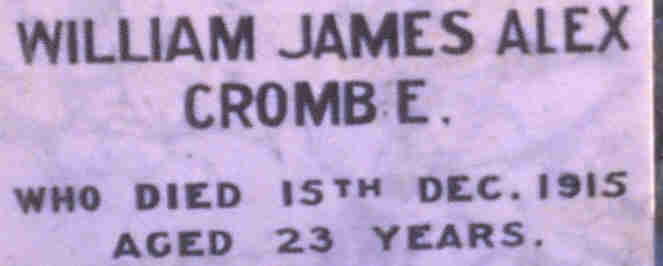 WILLIAM JAMES ALEX
CROMB E.
WHO DIED 15TH DEC. 1915
AGED 23 YEARS.